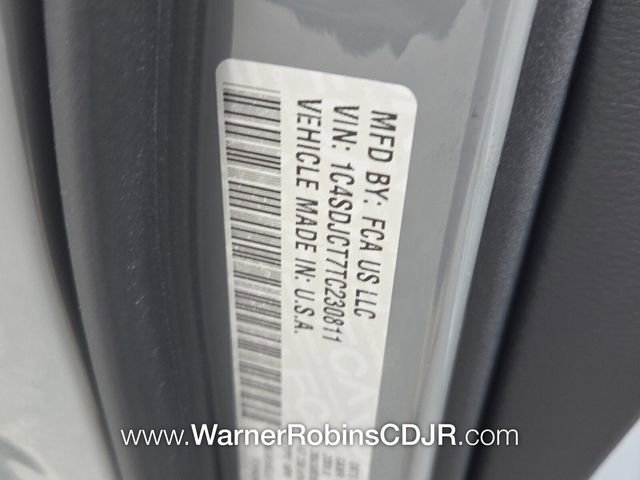 MFD BY: FCA US LLC
VIN: 1C4SDJCT7TC230811
VEHICLE MADE IN: U.S.A.
www.WarnerRobinsCDJR.com